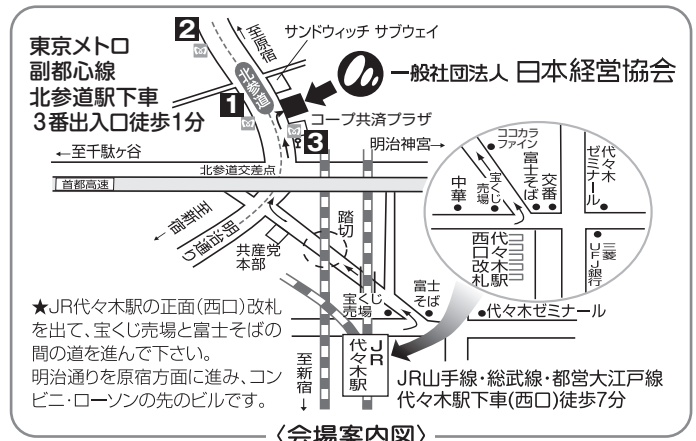 東京メトロ
副都心線
北参道駅下車
3番出入口徒歩1分
2
至原宿
サンドウィッチ サブウェイ
北参道
一般社団法人 日本経営協会
1
コープ共済プラザ
3
←至千駄ヶ谷
明治神宮→
北参道交差点
首都高速
至新宿
明治通り
共産党
本部
踏切
宝くじ
売場
富士
そば
代々木ゼミナール
ココカラ
ファイン
中華
宝くじ
売場
富士そば
交番
代々木
ゼミナール
代々木駅
西口改札
三菱
UFJ銀行
★JR代々木駅の正面(西口)改札
を出て、宝くじ売場と富士そばの
間の道を進んで下さい。
明治通りを原宿方面に進み、コン
ビニ・ローソンの先のビルです。
至新宿→
JR
代々木駅
JR山手線・総武線・都営大江戸線
代々木駅下車(西口)徒歩7分
〈会場案内図〉